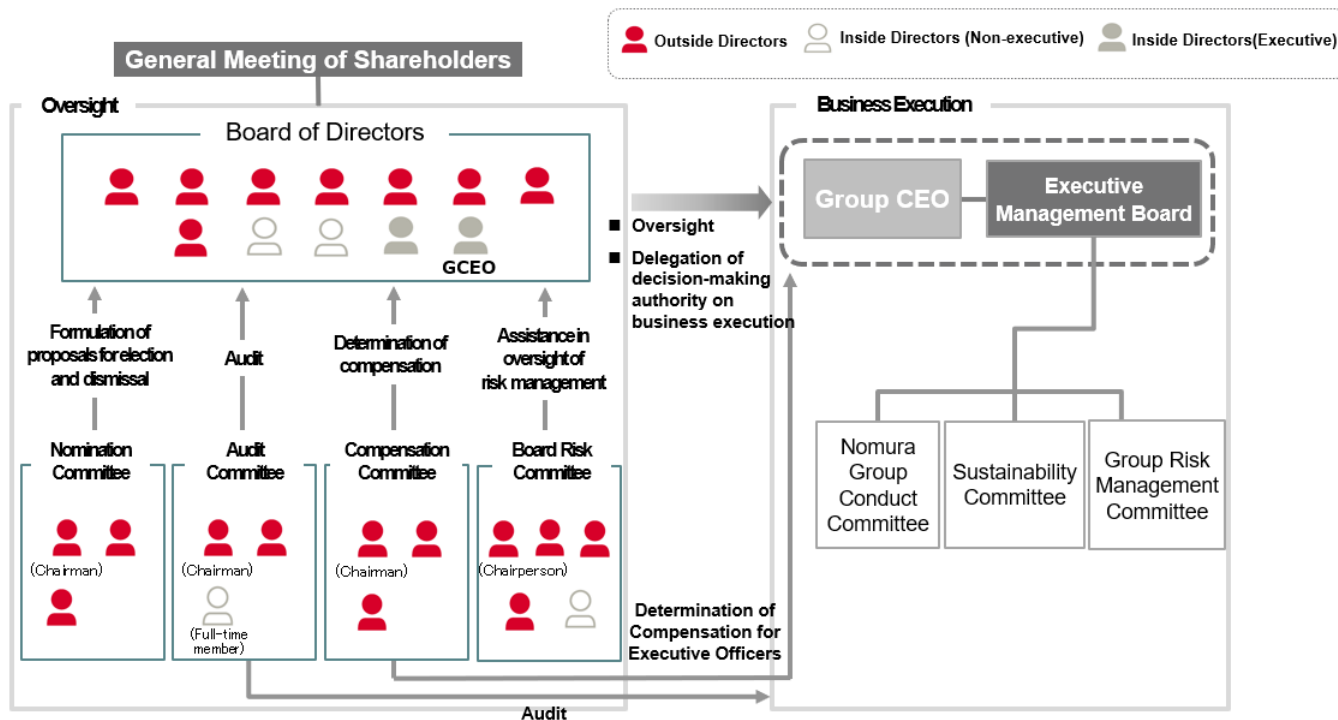 Outside Directors
Inside Directors (Non-executive)
Inside Directors(Executive)
General Meeting of Shareholders
Oversight
Board of Directors
GCEO
Formulation of
proposals for election
and dismissal
Audit
Determination of
compensation
Assistance in
oversight of
risk management
Nomination
Committee
Audit
Committee
Compensation
Committee
Board Risk
Committee
(Chairman)
(Chairman)
(Chairman)
(Chairperson)
(Full-time
member)
■ Oversight
■ Delegation of
decision-making
authority on
business execution
Determination of
Compensation for
Executive Officers
Audit
Business Execution
Group CEO
Executive
Management Board
Nomura
Group
Conduct
Committee
Sustainability
Committee
Group Risk
Management
Committee